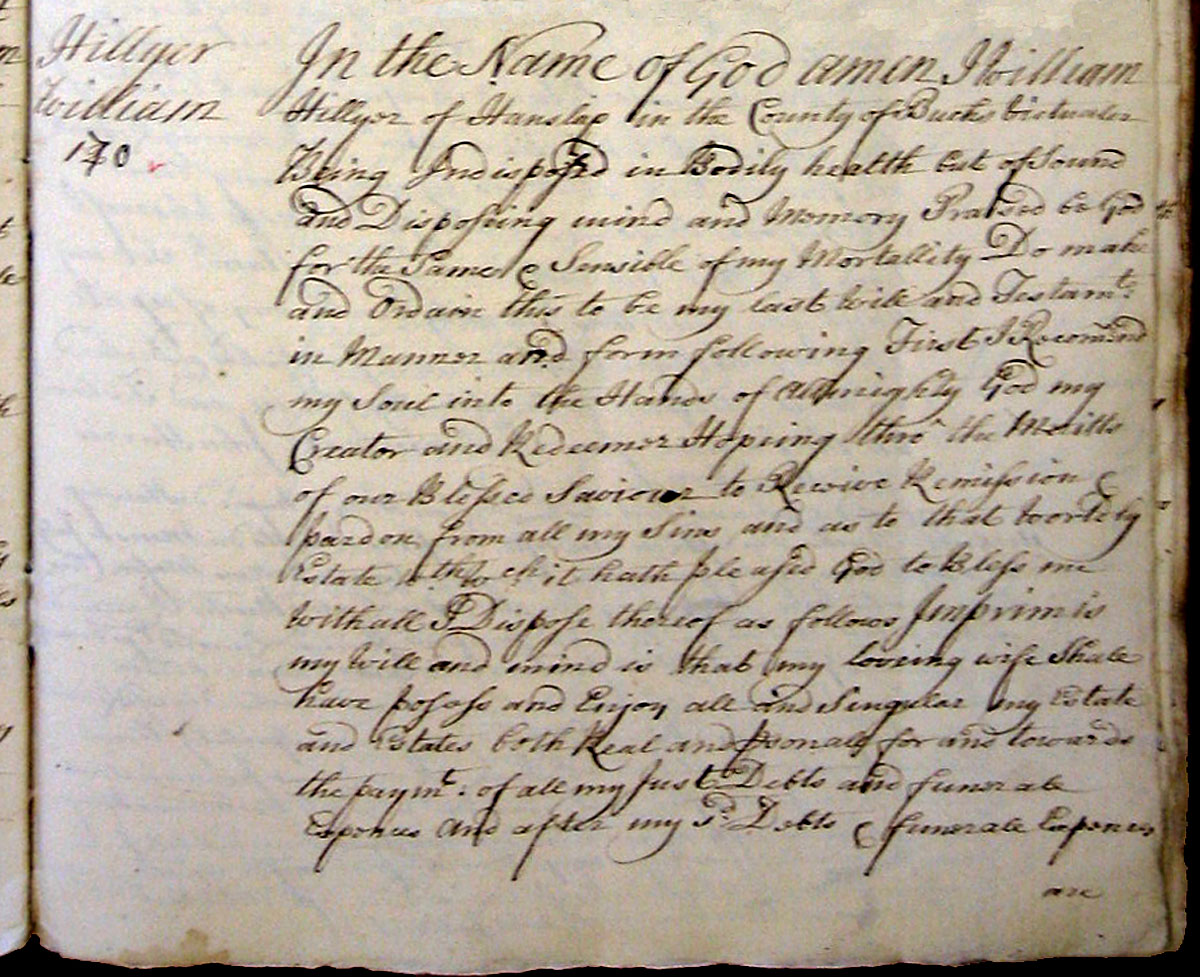 Hillyer
William
140
In the Name of God amen I William
Hillyer of Hanslap in the County of Bucks Victualer
Being Indisposed in Bodily health but of Sound
and Disposeing mind and Memory Praised be God
for the Same & Sensible of my Mortallity Do make
and Ordain this to be my last Will and Testamt:
in Manner and form following First I Recomend
my Soul into the Hands of Allmighty God my
Creator and Redeemer Hopeing thro' the Meritts
of our Blessed Saviour to Receive Remission &
pardon from all my Sins and as to that Worldly
Estate wth wch it hath pleased God to Bless me
withall I Dispose thereof as follows Imprimis
my Will and mind is that my loveing wife Shall
have posess and Enjoy all and Singular my Estate
and Estates both Real and psonall for and towards
the paymt: of all my Just Debts and funerall
Expences and after my Sd: Debts & funerall Expences
are